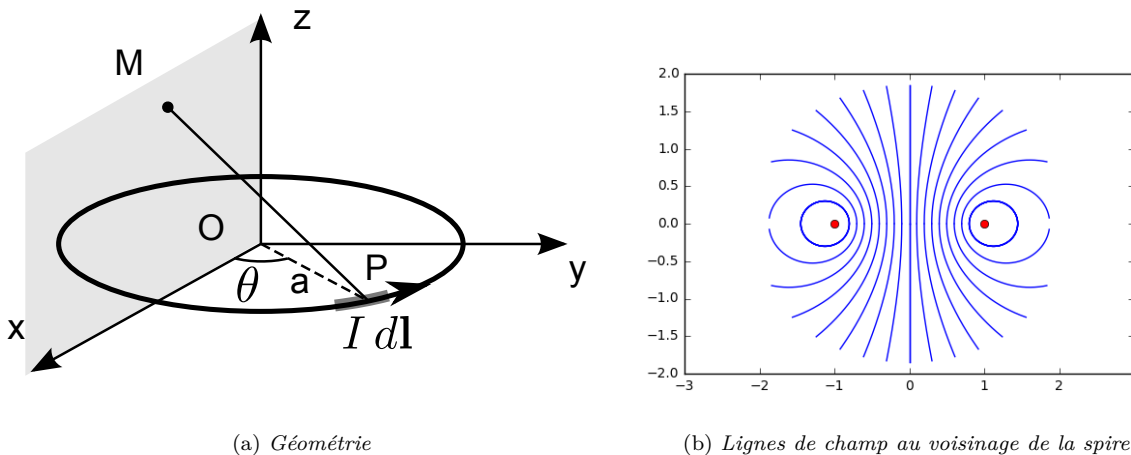 z
M
O
P
y
θ
a
x
I dl
(a) Géométrie
2.0
1.5
1.0
0.5
0.0
−0.5
−1.0
−1.5
−2.0
−3 −2 −1 0 1 2 3
(b) Lignes de champ au voisinage de la spire